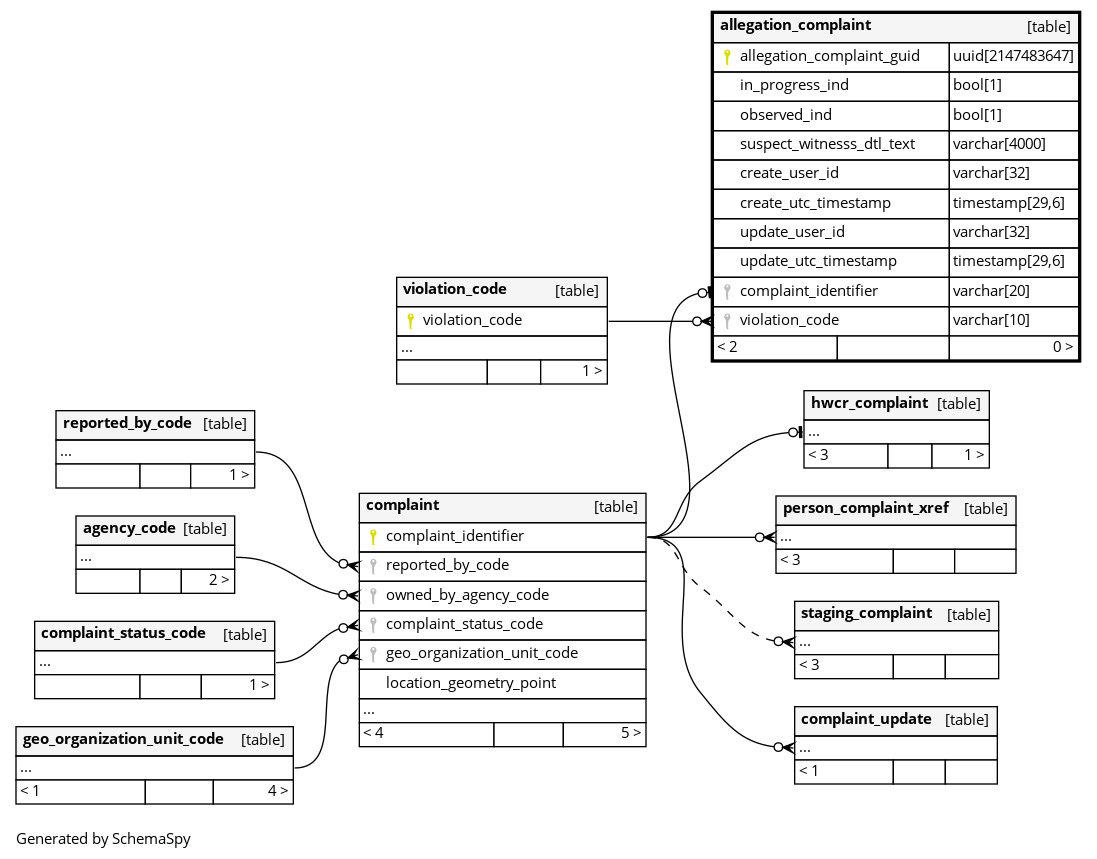 allegation_complaint [table]
allegation_complaint_guid uuid[2147483647]
in_progress_ind bool[1]
observed_ind bool[1]
suspect_witnesss_dtl_text varchar[4000]
create_user_id varchar[32]
create_utc_timestamp timestamp[29,6]
update_user_id varchar[32]
update_utc_timestamp timestamp[29,6]
complaint_identifier varchar[20]
violation_code varchar[10]
< 2 0 >
violation_code [table]
violation_code
...
1 >
hwcr_complaint [table]
...
< 3 1 >
reported_by_code [table]
...
1 >
agency_code [table]
...
2 >
complaint_status_code [table]
...
1 >
geo_organization_unit_code [table]
...
< 1 4 >
complaint [table]
complaint_identifier
reported_by_code
owned_by_agency_code
complaint_status_code
geo_organization_unit_code
location_geometry_point
...
< 4 5 >
person_complaint_xref [table]
...
< 3
staging_complaint [table]
...
< 3
complaint_update [table]
...
< 1
Generated by SchemaSpy